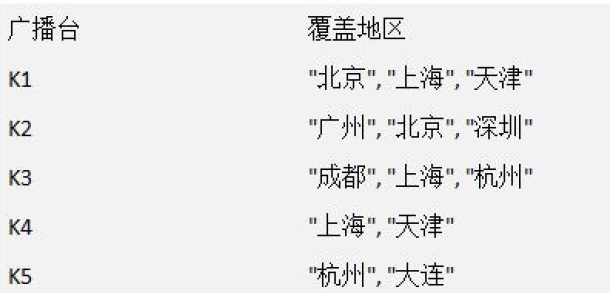 广播台 覆盖地区
K1 "北京", "上海", "天津"
K2 "广州", "北京", "深圳"
K3 "成都", "上海", "杭州"
K4 "上海", "天津"
K5 "杭州", "大连"